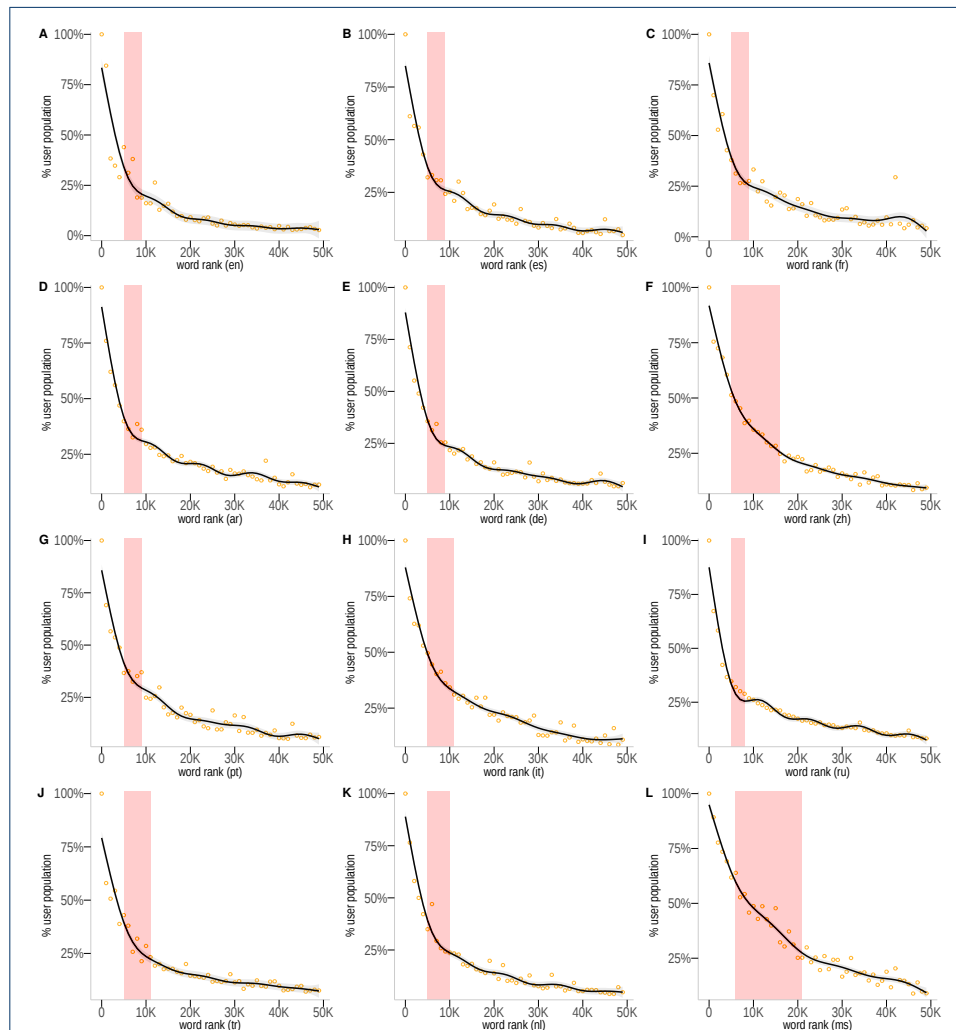 A
B
C
100%
75%
50%
25%
0%
% user population
0 10K 20K 30K 40K 50K
word rank (en)
100%
75%
50%
25%
% user population
0 10K 20K 30K 40K 50K
word rank (es)
100%
75%
50%
25%
0%
% user population
0 10K 20K 30K 40K 50K
word rank (fr)
D
E
F
100%
75%
50%
25%
% user population
0 10K 20K 30K 40K 50K
word rank (ar)
100%
75%
50%
25%
% user population
0 10K 20K 30K 40K 50K
word rank (de)
100%
75%
50%
25%
% user population
0 10K 20K 30K 40K 50K
word rank (zh)
G
H
I
100%
75%
50%
25%
% user population
0 10K 20K 30K 40K 50K
word rank (pt)
100%
75%
50%
25%
% user population
0 10K 20K 30K 40K 50K
word rank (it)
100%
75%
50%
25%
% user population
0 10K 20K 30K 40K 50K
word rank (ru)
J
K
L
100%
75%
50%
25%
% user population
0 10K 20K 30K 40K 50K
word rank (tr)
100%
75%
50%
25%
% user population
0 10K 20K 30K 40K 50K
word rank (nl)
100%
75%
50%
25%
% user population
0 10K 20K 30K 40K 50K
word rank (ms)